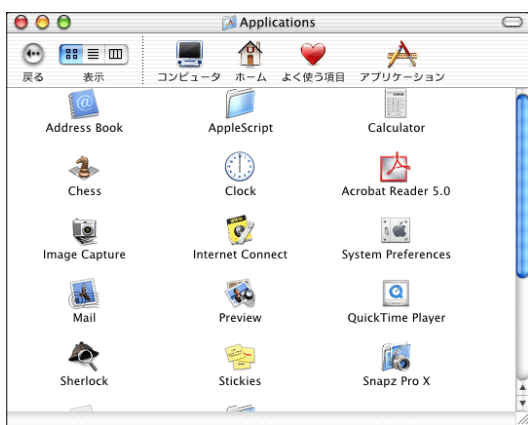 Applications
戻る 表示 コンピュータ ホーム よく使う項目 アプリケーション
Address Book AppleScript Calculator
Chess Clock Acrobat Reader 5.0
Image Capture Internet Connect System Preferences
Mail Preview QuickTime Player
Sherlock Stickies Snapz Pro X